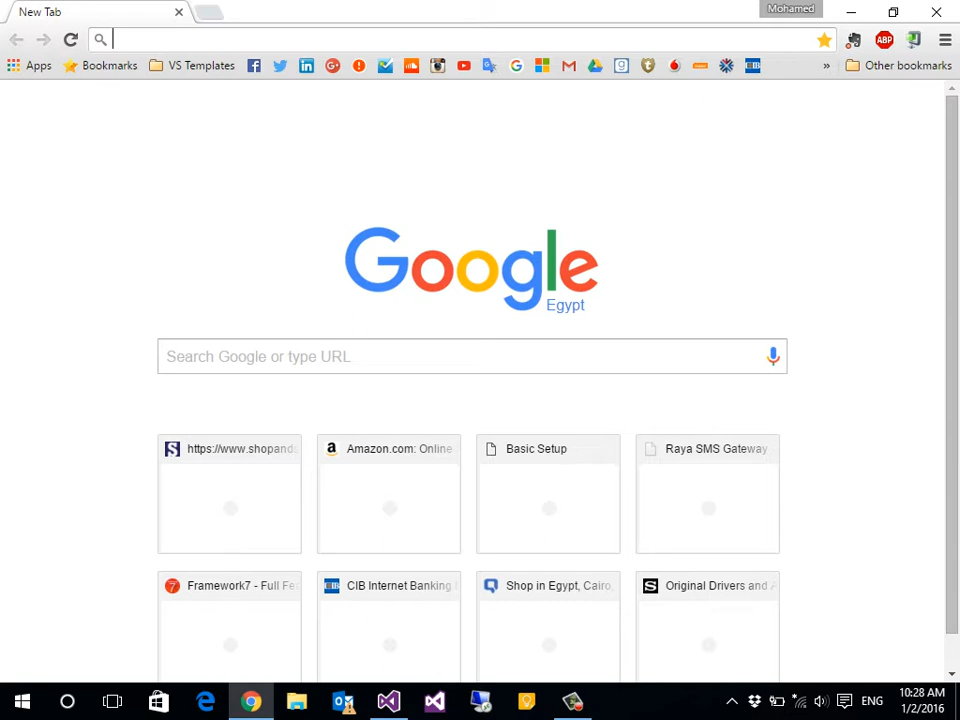 New Tab
Mohamed
Apps Bookmarks VS Templates Other bookmarks
Google
Egypt
Search Google or type URL
https://www.shopands Amazon.com: Online Basic Setup Raya SMS Gateway
Framework7 - Full Fea CIB Internet Banking Shop in Egypt, Cairo, Original Drivers and A
ENG
10:28 AM
1/2/2016